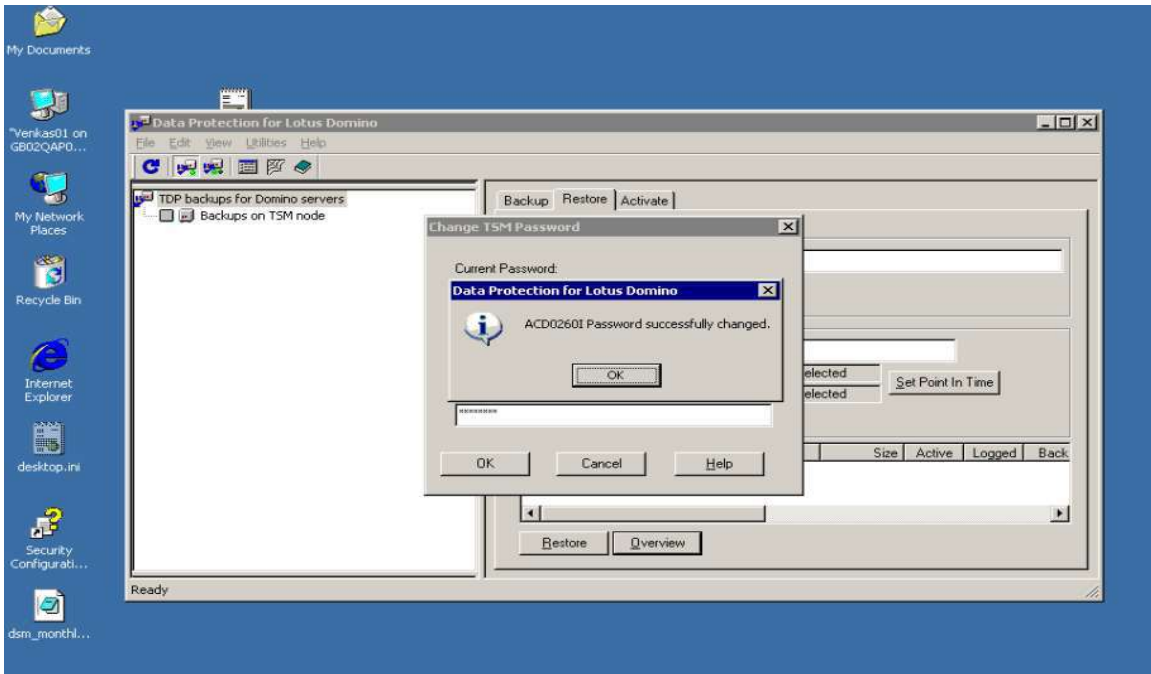 My Documents
"Venkas01 on
GB02QAP0...
My Network
Places
Recycle Bin
Internet
Explorer
desktop.ini
Security
Configurati...
dsm_monthl...
Data Protection for Lotus Domino
File Edit View Utilities Help
TDP backups for Domino servers
Backups on TSM node
Backup Restore Activate
Change TSM Password
Current Password:
Data Protection for Lotus Domino
ACD0260I Password successfully changed.
OK
********
OK Cancel Help
elected
elected
Set Point In Time
Size Active Logged Back
Restore Overview
Ready